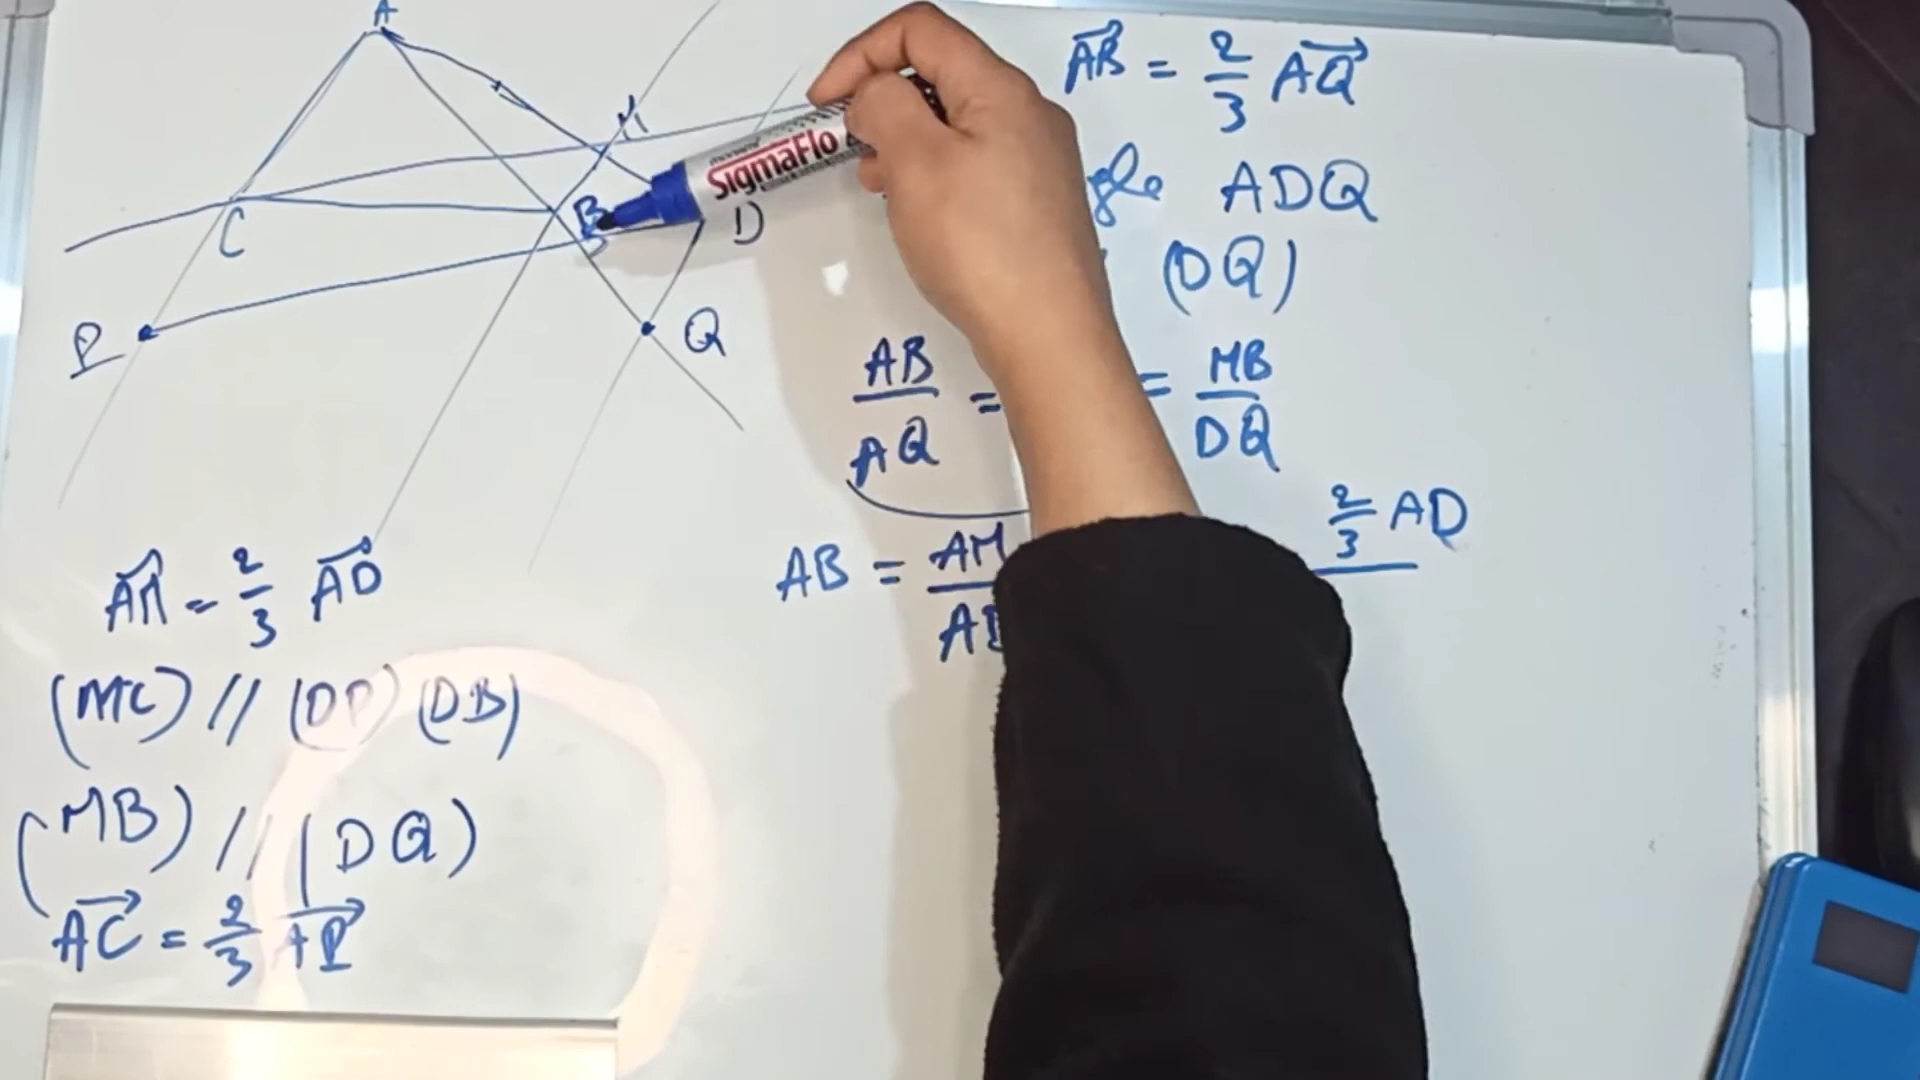 A
M
B
C
D
P
Q
AM = 2/3 AD
(MC) // (DP) (DB)
(MB) // (DQ)
AC = 2/3 AP
AB = 2/3 AQ
ADQ
(DQ)
AB/AQ = = MB/DQ
AB = AM
2/3 AD
SigmaFlo